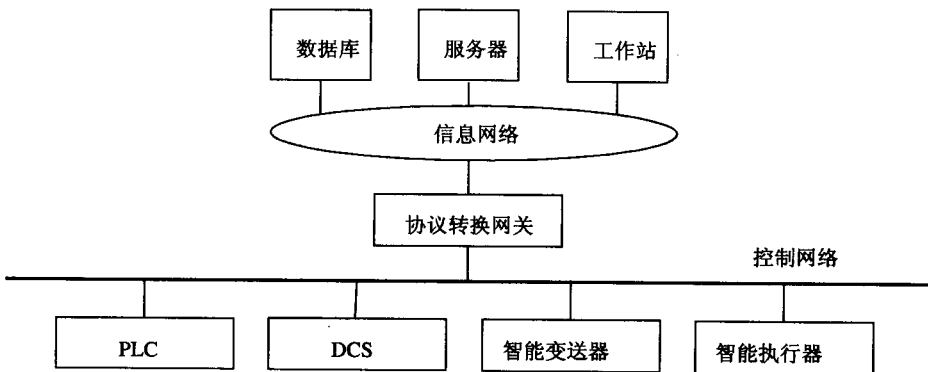 数据库
服务器
工作站
信息网络
协议转换网关
控制网络
PLC
DCS
智能变送器
智能执行器